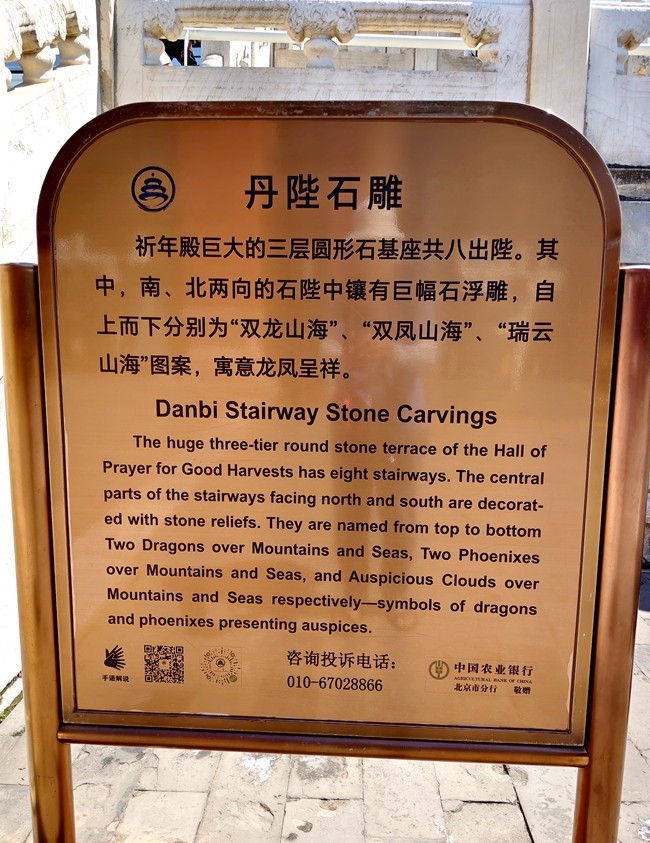 丹陛石雕
祈年殿巨大的三层圆形石基座共八出陛。其
中，南、北两向的石陛中镶有巨幅石浮雕，自
上而下分别为“双龙山海”、“双凤山海”、“瑞云
山海”图案，寓意龙凤呈祥。
Danbi Stairway Stone Carvings
The huge three-tier round stone terrace of the Hall of
Prayer for Good Harvests has eight stairways. The central
parts of the stairways facing north and south are decorat-
ed with stone reliefs. They are named from top to bottom
Two Dragons over Mountains and Seas, Two Phoenixes
over Mountains and Seas, and Auspicious Clouds over
Mountains and Seas respectively—symbols of dragons
and phoenixes presenting auspices.
手语解说
咨询投诉电话：
010-67028866
中国农业银行
AGRICULTURAL BANK OF CHINA
北京市分行 敬赠